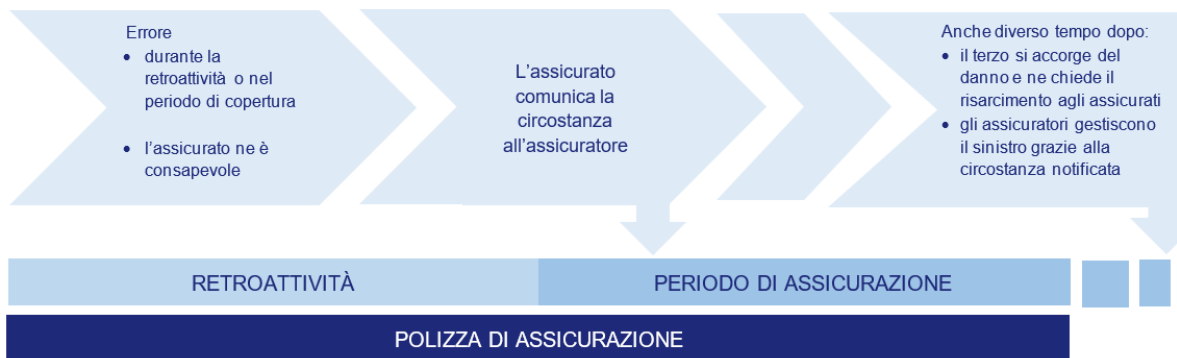 Errore
• durante la
retroattività o nel
periodo di copertura
• l'assicurato ne è
consapevole
L'assicurato
comunica la
circostanza
all'assicuratore
Anche diverso tempo dopo:
• il terzo si accorge del
danno e ne chiede il
risarcimento agli assicurati
• gli assicuratori gestiscono
il sinistro grazie alla
circostanza notificata
RETROATTIVITÀ
PERIODO DI ASSICURAZIONE
POLIZZA DI ASSICURAZIONE